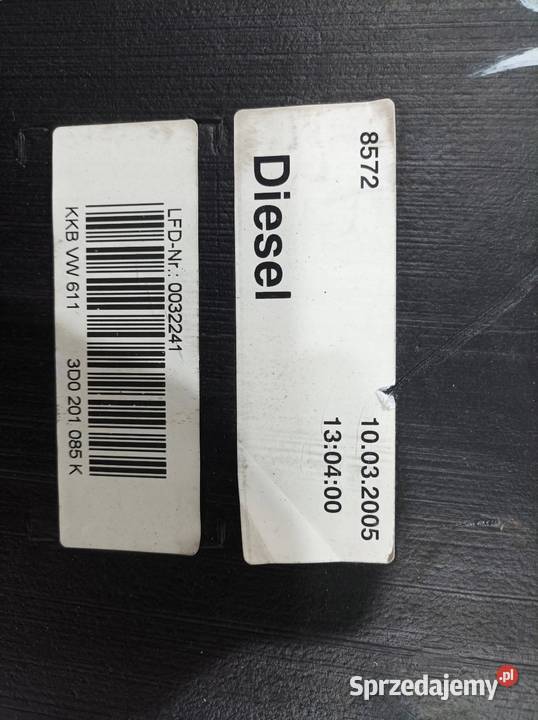 8572
10.03.2005
13:04:00
Diesel
LFD-Nr.: 0032241
KKB VW 611 3D0 201 085 K
Sprzedajemy.pl